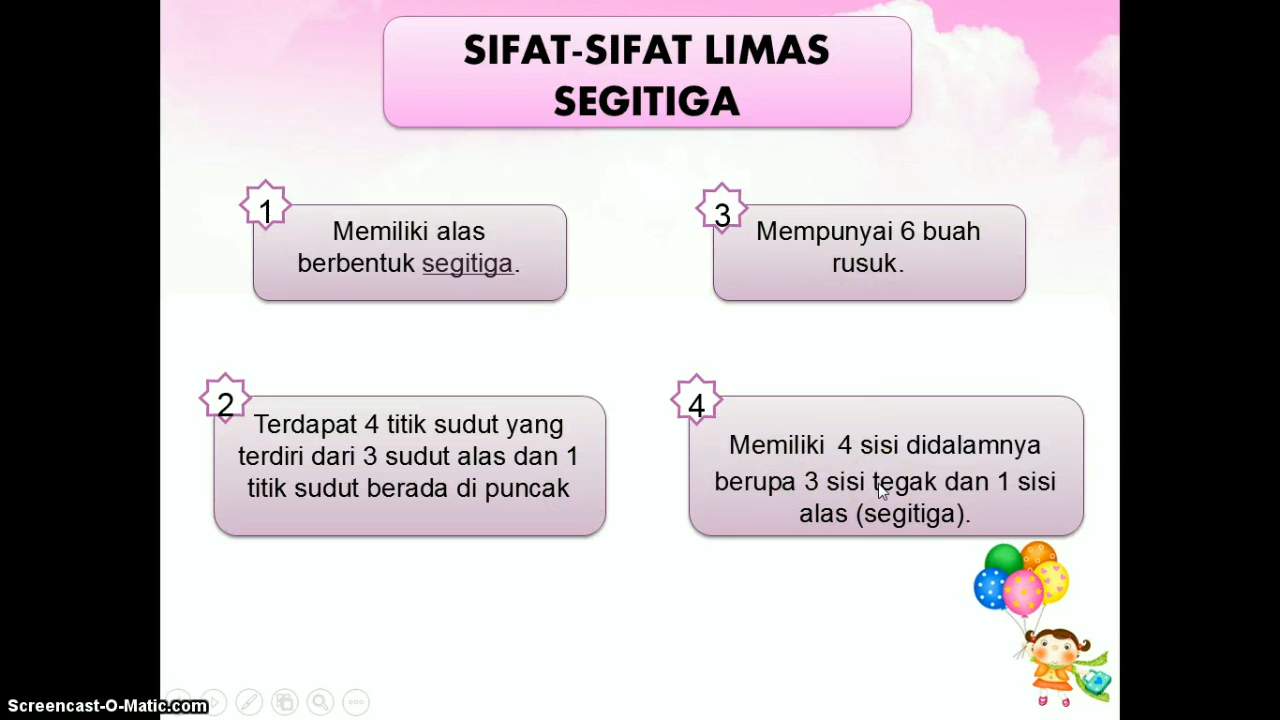 SIFAT-SIFAT LIMAS
SEGITIGA
1
Memiliki alas
berbentuk segitiga.
2
Terdapat 4 titik sudut yang
terdiri dari 3 sudut alas dan 1
titik sudut berada di puncak
3
Mempunyai 6 buah
rusuk.
4
Memiliki 4 sisi didalamnya
berupa 3 sisi tegak dan 1 sisi
alas (segitiga).
Screencast-O-Matic.com